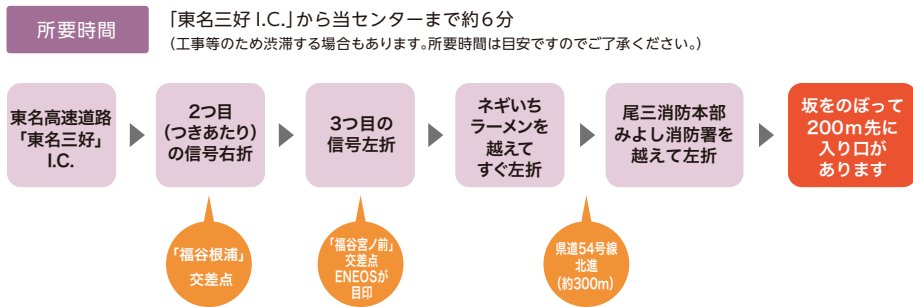 所要時間
「東名三好 I.C.」から当センターまで約６分
(工事等のため渋滞する場合もあります。所要時間は目安ですのでご了承ください。)
東名高速道路
「東名三好」
I.C.
2つ目
(つきあたり)
の信号右折
3つ目の
信号左折
ネギいち
ラーメンを
越えて
すぐ左折
尾三消防本部
みよし消防署を
越えて左折
坂をのぼって
200m先に
入り口が
あります
「福谷根浦」
交差点
「福谷宮ノ前」
交差点
ENEOSが
目印
県道54号線
北進
(約300m)